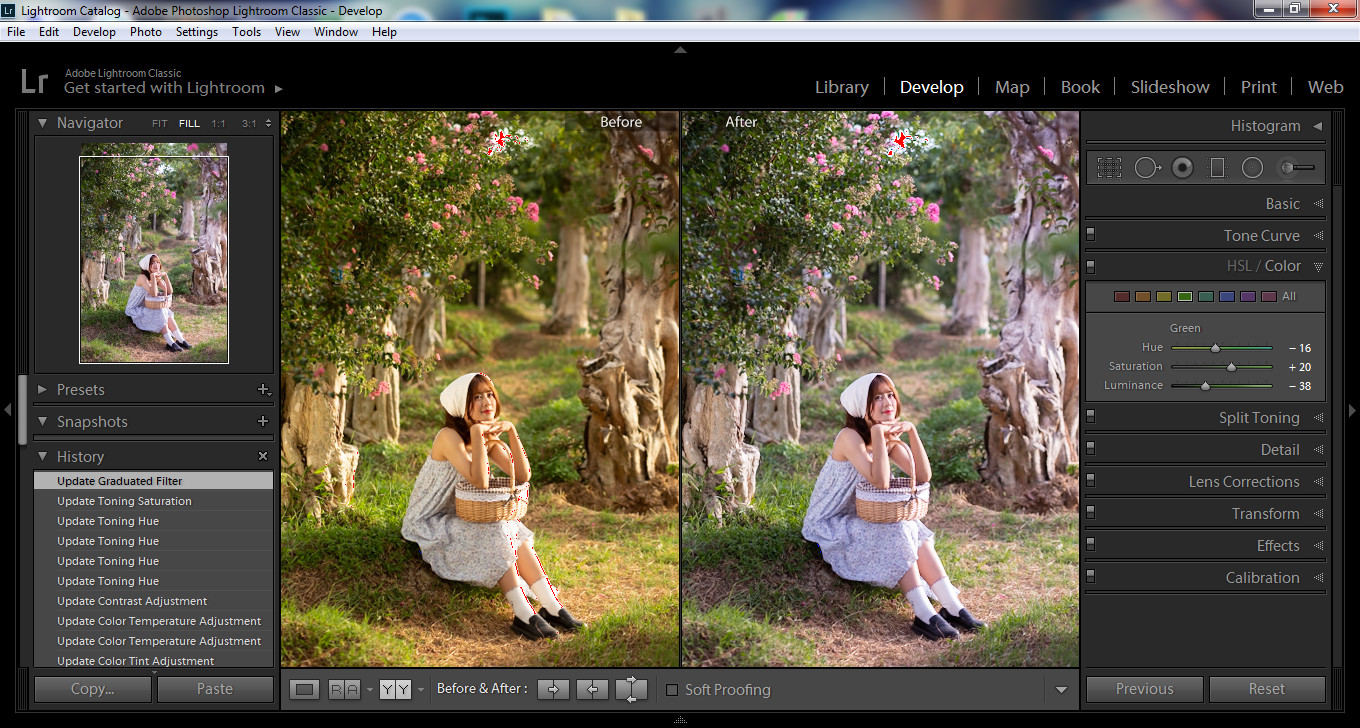 Lightroom Catalog - Adobe Photoshop Lightroom Classic - Develop
File Edit Develop Photo Settings Tools View Window Help
Lr
Adobe Lightroom Classic
Get started with Lightroom
Library Develop Map Book Slideshow Print Web
Navigator FIT FILL 1:1 3:1
Presets
Snapshots
History
Update Graduated Filter
Update Toning Saturation
Update Toning Hue
Update Toning Hue
Update Toning Hue
Update Toning Hue
Update Contrast Adjustment
Update Color Temperature Adjustment
Update Color Temperature Adjustment
Update Color Tint Adjustment
Copy... Paste
Before
After
R A Y Y Before & After : Soft Proofing
Histogram
Basic
Tone Curve
HSL / Color
All
Green
Hue – 16
Saturation + 20
Luminance – 38
Split Toning
Detail
Lens Corrections
Transform
Effects
Calibration
Previous Reset